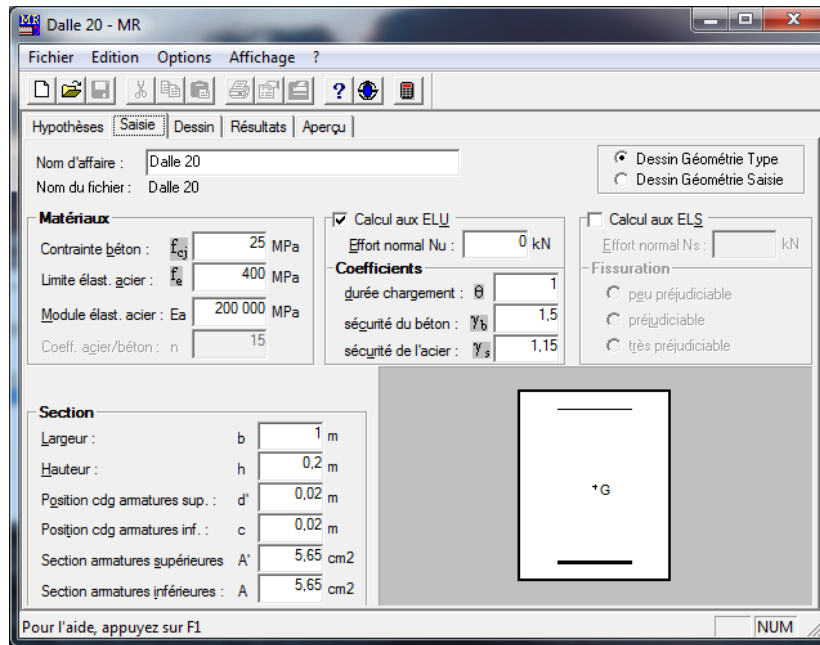 Dalle 20 - MR
Fichier Edition Options Affichage ?
Hypothèses Saisie Dessin Résultats Aperçu
Nom d'affaire : Dalle 20
Nom du fichier : Dalle 20
Dessin Géométrie Type
Dessin Géométrie Saisie
Matériaux
Contrainte béton : fcj 25 MPa
Limite élast. acier : fe 400 MPa
Module élast. acier : Ea 200 000 MPa
Coeff. acier/béton : n 15
Calcul aux ELU
Effort normal Nu : 0 kN
Coefficients
durée chargement : θ 1
sécurité du béton : γb 1,5
sécurité de l'acier : γs 1,15
Calcul aux ELS
Effort normal Ns : kN
Fissuration
peu préjudiciable
préjudiciable
très préjudiciable
Section
Largeur : b 1 m
Hauteur : h 0,2 m
Position cdg armatures sup. : d' 0,02 m
Position cdg armatures inf. : c 0,02 m
Section armatures supérieures A' 5,65 cm2
Section armatures inférieures : A 5,65 cm2
+G
Pour l'aide, appuyez sur F1
NUM